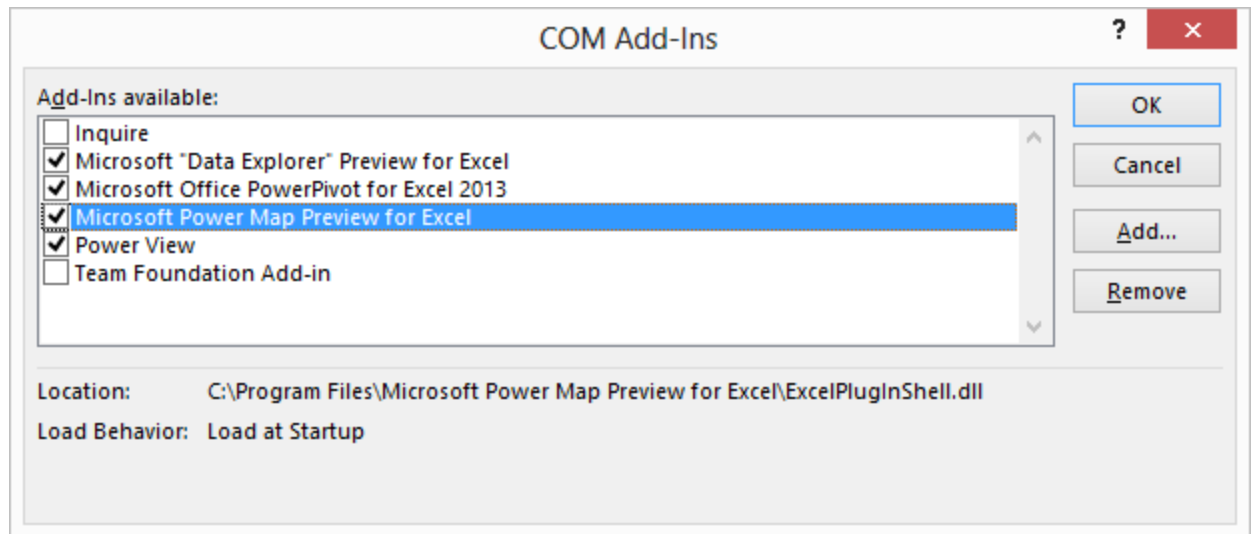 COM Add-Ins
?
Add-Ins available:
OK
Inquire
Microsoft "Data Explorer" Preview for Excel
Cancel
Microsoft Office PowerPivot for Excel 2013
Microsoft Power Map Preview for Excel
Add...
Power View
Team Foundation Add-in
Remove
Location: C:\Program Files\Microsoft Power Map Preview for Excel\ExcelPlugInShell.dll
Load Behavior: Load at Startup